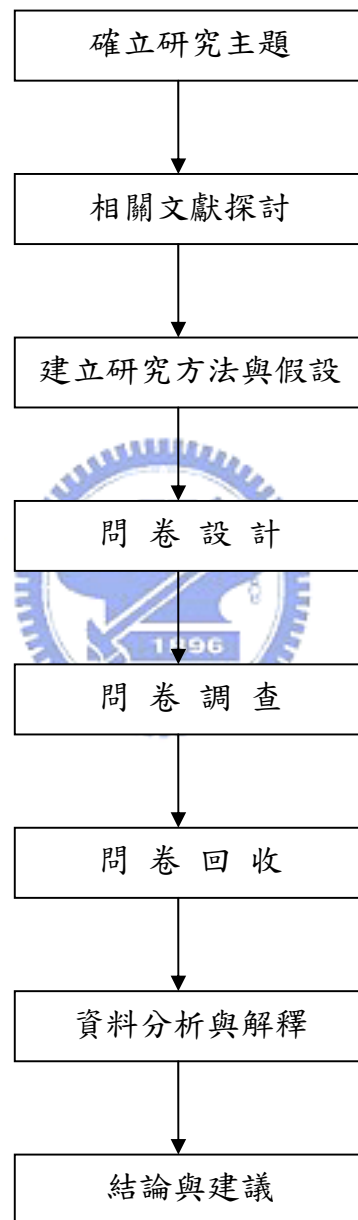 確立研究主題
相關文獻探討
建立研究方法與假設
問 卷 設 計
1896
問 卷 調 查
問 卷 回 收
資料分析與解釋
結論與建議